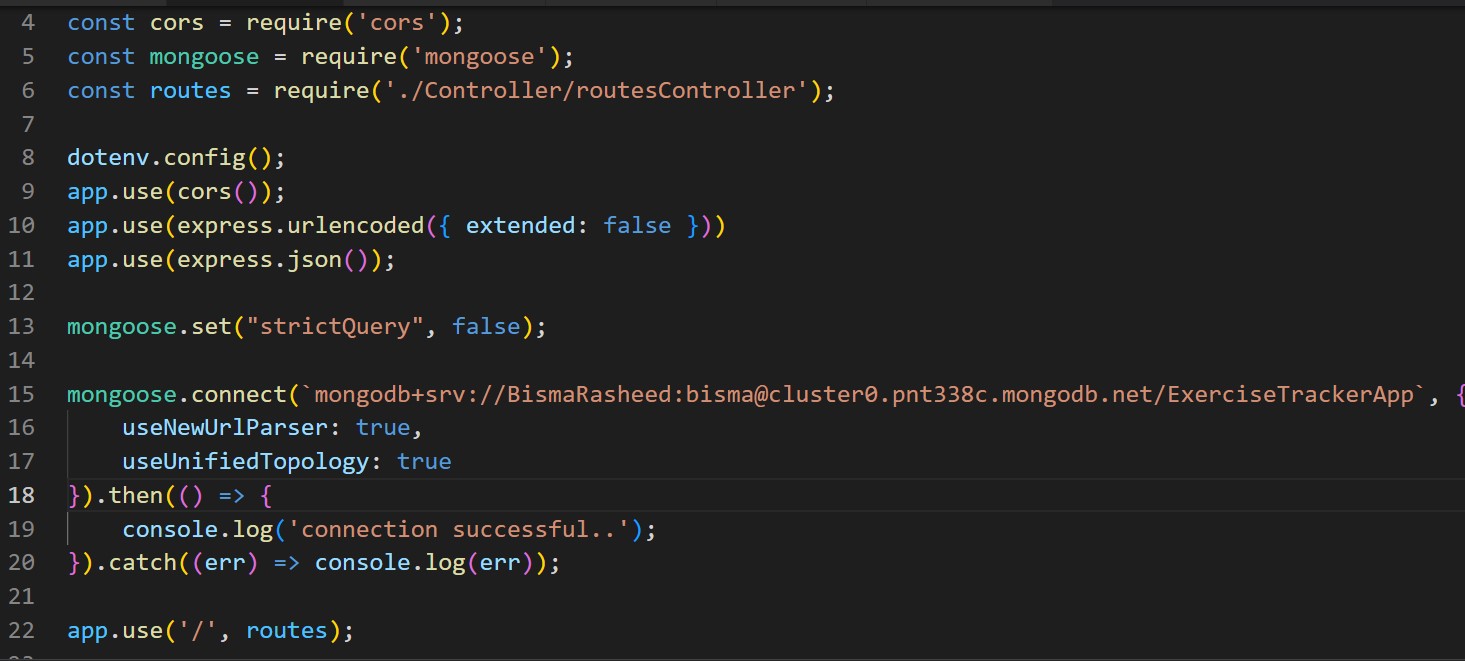 4 const cors = require('cors');
5 const mongoose = require('mongoose');
6 const routes = require('./Controller/routesController');
7
8 dotenv.config();
9 app.use(cors());
10 app.use(express.urlencoded({ extended: false }))
11 app.use(express.json());
12
13 mongoose.set("strictQuery", false);
14
15 mongoose.connect(`mongodb+srv://BismaRasheed:bisma@cluster0.pnt338c.mongodb.net/ExerciseTrackerApp`, {
16     useNewUrlParser: true,
17     useUnifiedTopology: true
18 }).then(() => {
19     console.log('connection successful..');
20 }).catch((err) => console.log(err));
21
22 app.use('/', routes);